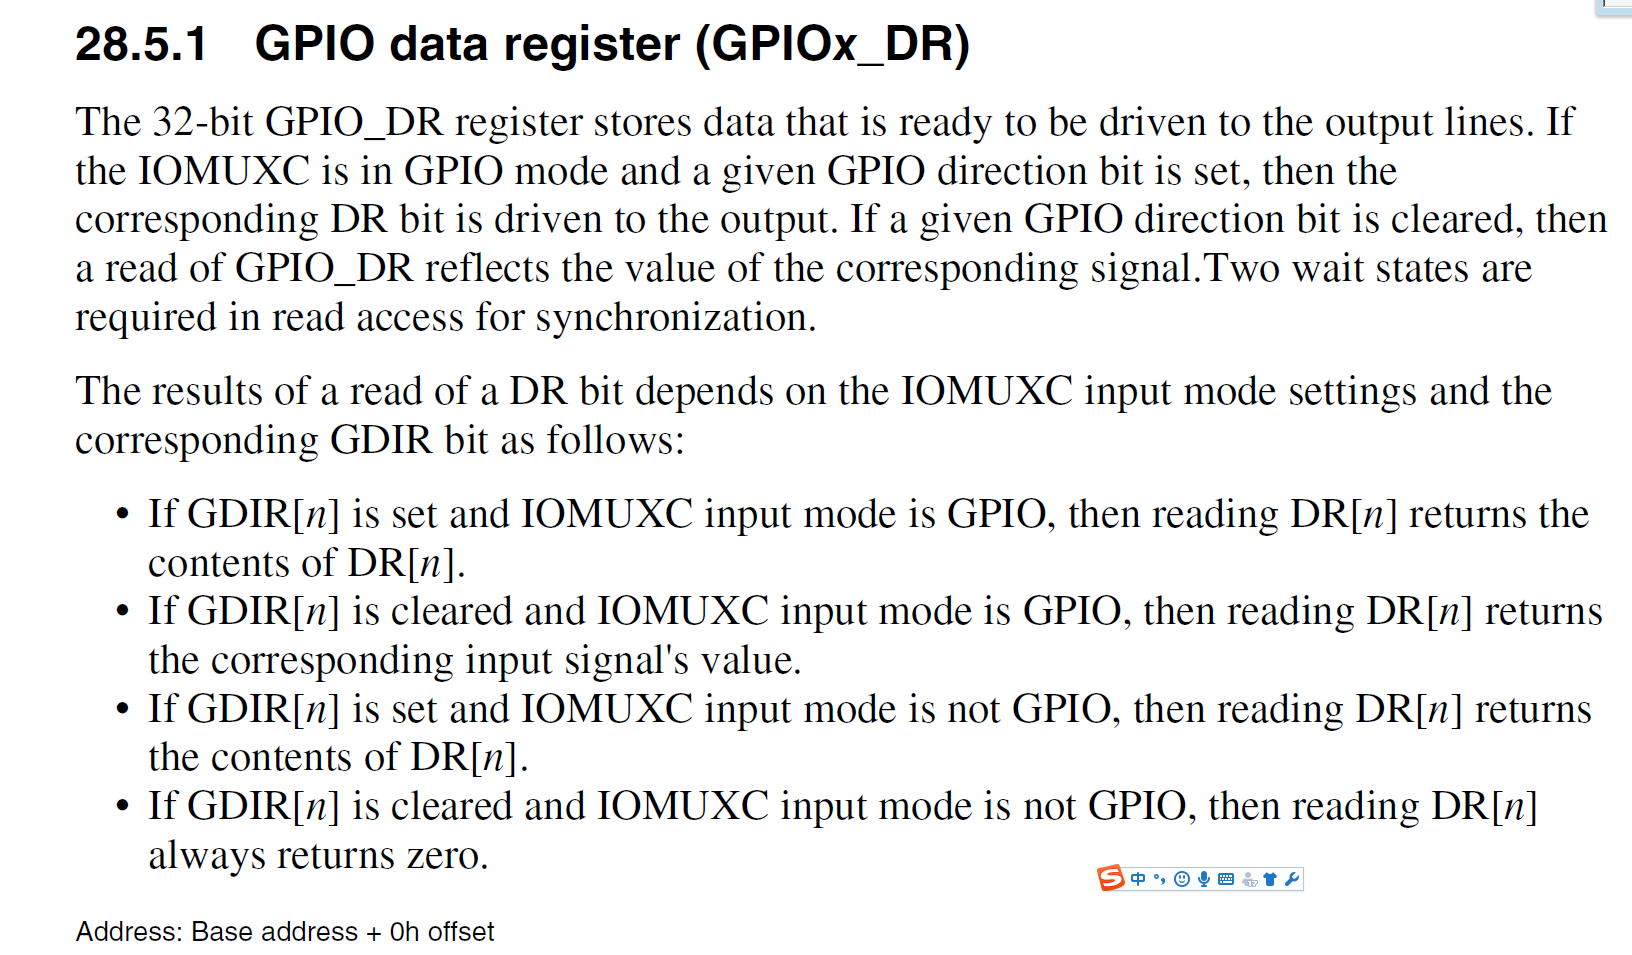 28.5.1 GPIO data register (GPIOx_DR)
The 32-bit GPIO_DR register stores data that is ready to be driven to the output lines. If
the IOMUXC is in GPIO mode and a given GPIO direction bit is set, then the
corresponding DR bit is driven to the output. If a given GPIO direction bit is cleared, then
a read of GPIO_DR reflects the value of the corresponding signal.Two wait states are
required in read access for synchronization.
The results of a read of a DR bit depends on the IOMUXC input mode settings and the
corresponding GDIR bit as follows:
• If GDIR[n] is set and IOMUXC input mode is GPIO, then reading DR[n] returns the
contents of DR[n].
• If GDIR[n] is cleared and IOMUXC input mode is GPIO, then reading DR[n] returns
the corresponding input signal's value.
• If GDIR[n] is set and IOMUXC input mode is not GPIO, then reading DR[n] returns
the contents of DR[n].
• If GDIR[n] is cleared and IOMUXC input mode is not GPIO, then reading DR[n]
always returns zero.
S中
Address: Base address + 0h offset